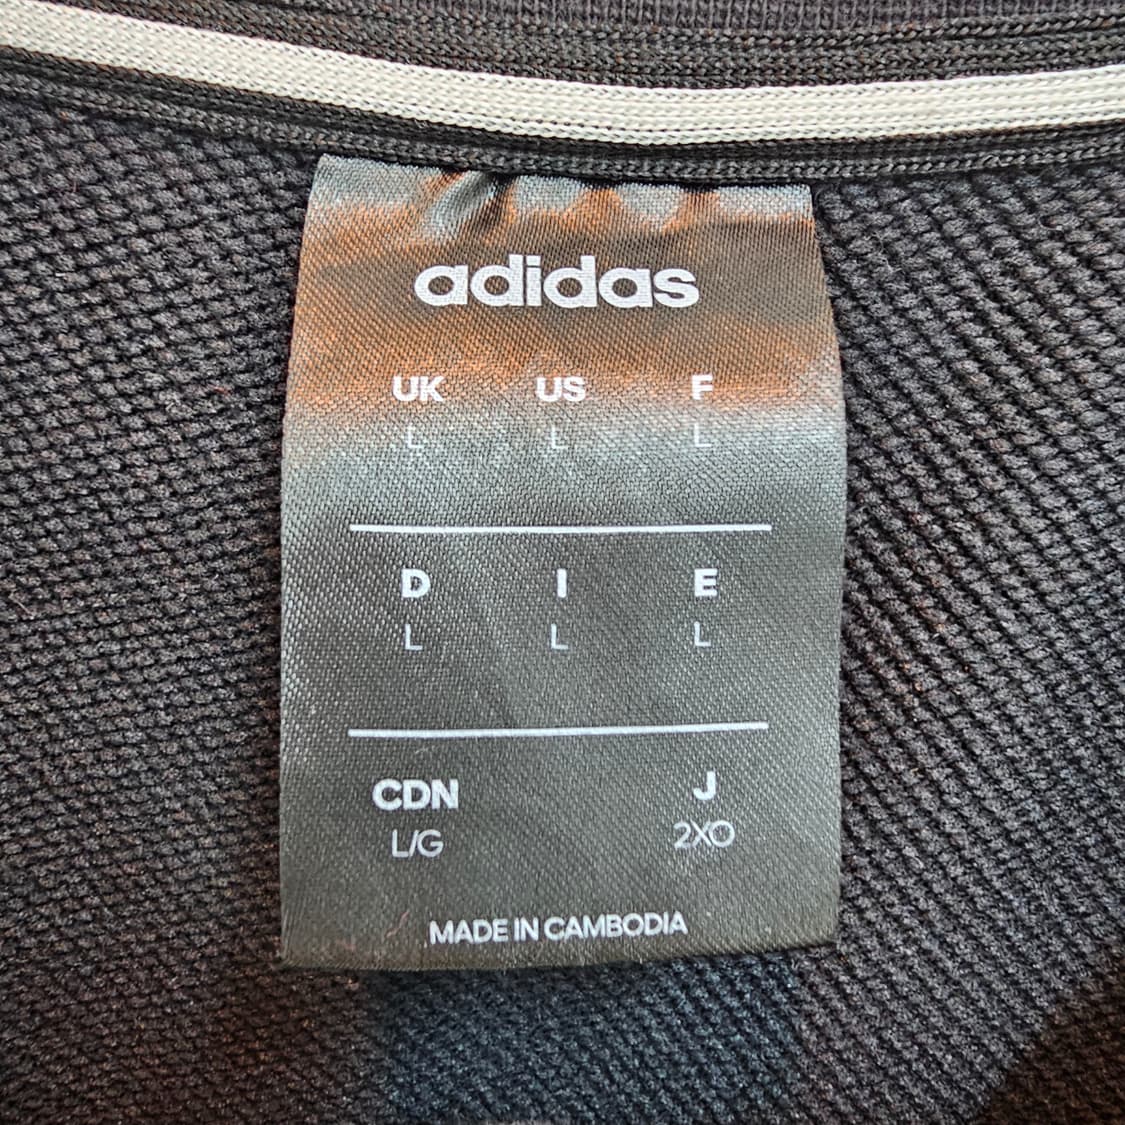 adidas
UK US F
L L L
D I E
L L L
CDN J
L/G 2XO
MADE IN CAMBODIA